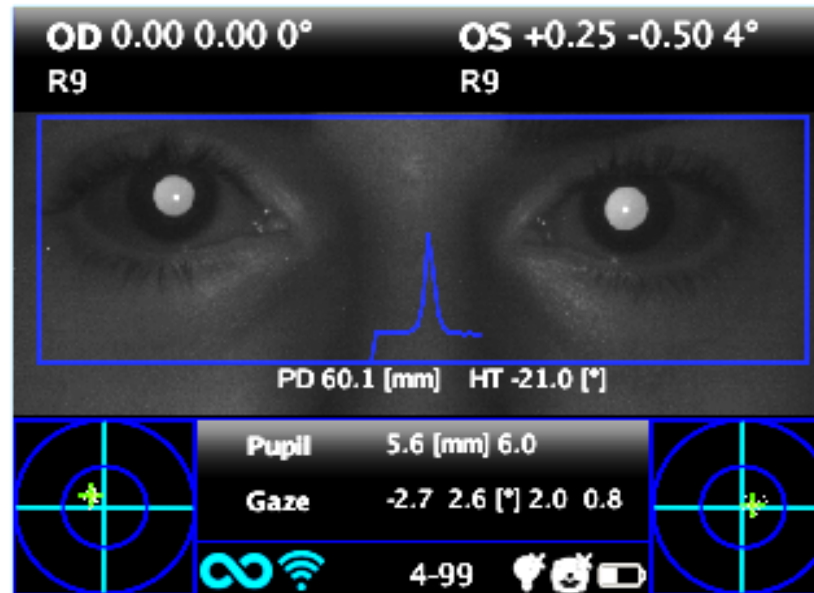 OD 0.00 0.00 0° OS +0.25 -0.50 4°
R9 R9
PD 60.1 [mm] HT -21.0 [°]
Pupil 5.6 [mm] 6.0
Gaze -2.7 2.6 [°] 2.0 0.8
4-99